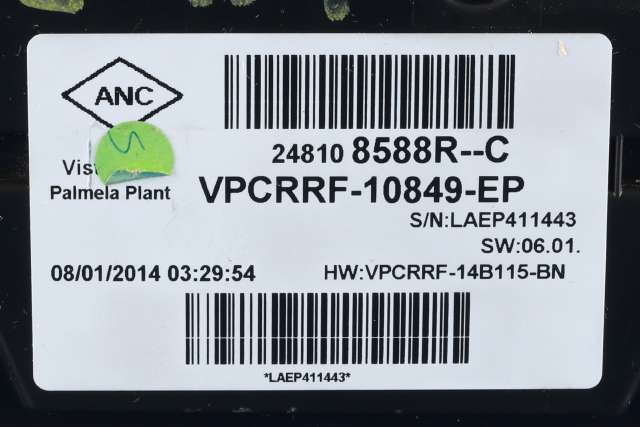 ANC
24810 8588R--C
VPCRRF-10849-EP
Palmela Plant
S/N:LAEP411443
SW:06.01.
08/01/2014 03:29:54
HW:VPCRRF-14B115-BN
*LAEP411443*